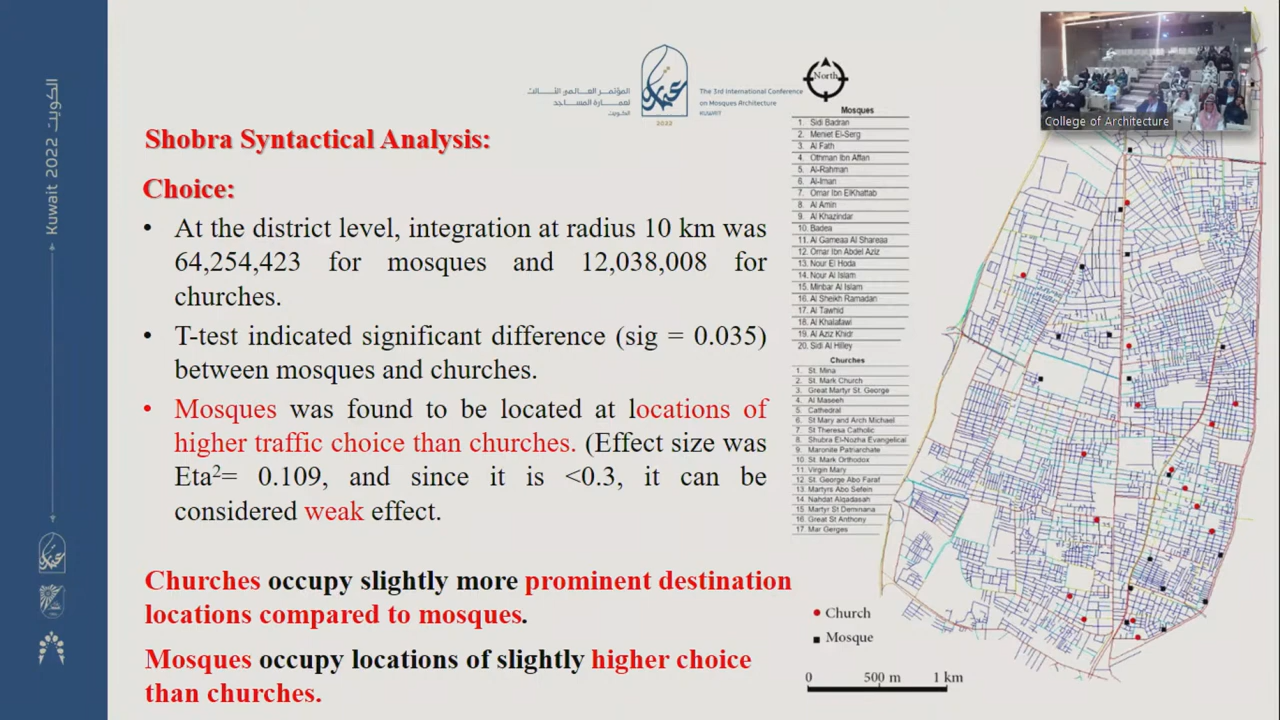 الكويت Kuwait 2022
المؤتمر العالمي الثالث
لعمارة المساجد
الكويت
2022
The 3rd International Conference
on Mosques Architecture
KUWAIT
North
College of Architecture
Shobra Syntactical Analysis:
Choice:
• At the district level, integration at radius 10 km was
64,254,423 for mosques and 12,038,008 for
churches.
• T-test indicated significant difference (sig = 0.035)
between mosques and churches.
• Mosques was found to be located at locations of
higher traffic choice than churches. (Effect size was
Eta²= 0.109, and since it is <0.3, it can be
considered weak effect.
Churches occupy slightly more prominent destination
locations compared to mosques.
Mosques occupy locations of slightly higher choice
than churches.
Mosques
1. Sidi Badran
2. Meniet El-Serg
3. Al Fath
4. Othman Ibn Affan
5. Al-Rahman
6. Al-Iman
7. Omar Ibn ElKhattab
8. Al Amin
9. Al Khazindar
10. Badea
11. Al Gameaa Al Shareaa
12. Omar Ibn Abdel Aziz
13. Nour El Hoda
14. Nour Al Islam
15. Minbar Al Islam
16. Al Sheikh Ramadan
17. Al Tawhid
18. Al Khalafawi
19. Al Aziz Khidr
20. Sidi Al Hilley
Churches
1. St. Mina
2. St. Mark Church
3. Great Martyr St. George
4. Al Maseeh
5. Cathedral
6. St Mary and Arch Michael
7. St Theresa Catholic
8. Shubra El-Nozha Evangelical
9. Maronite Patriarchate
10. St. Mark Orthodox
11. Virgin Mary
12. St. George Abo Faraf
13. Martyrs Abo Sefein
14. Nahdat Alqadasah
15. Martyr St Deminana
16. Great St Anthony
17. Mar Gerges
Church
Mosque
0 500 m 1 km